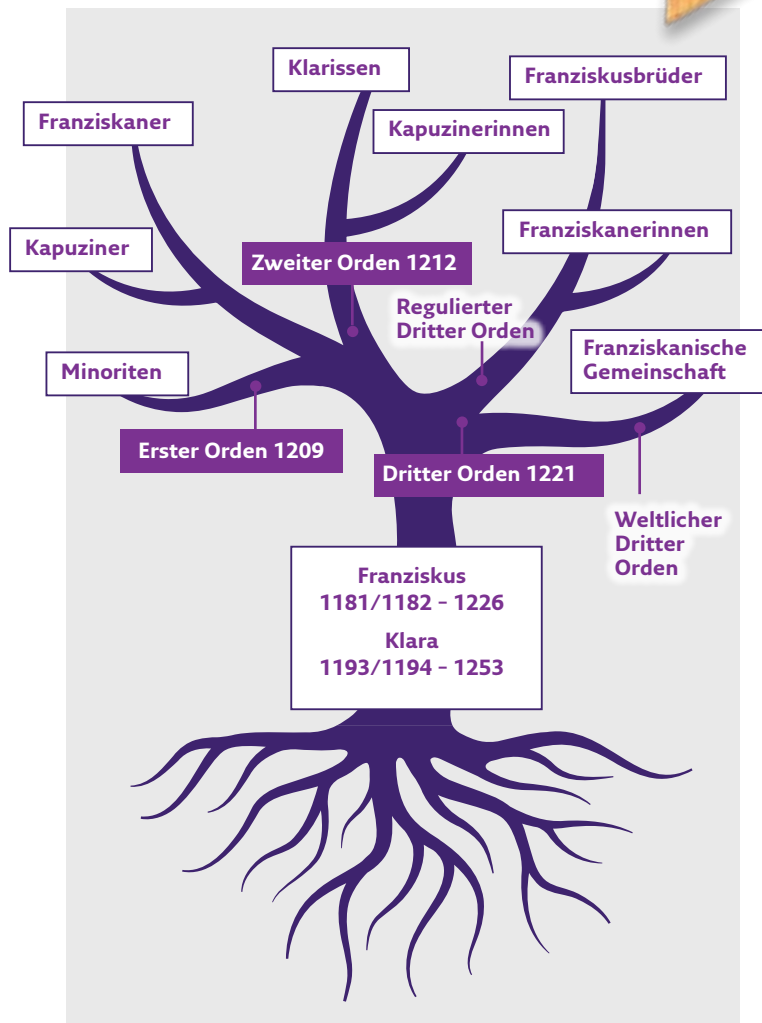 Klarissen
Franziskusbrüder
Franziskaner
Kapuzinerinnen
Kapuziner
Franziskanerinnen
Zweiter Orden 1212
Regulierter
Dritter Orden
Minoriten
Franziskanische
Gemeinschaft
Erster Orden 1209
Dritter Orden 1221
Weltlicher
Dritter
Orden
Franziskus
1181/1182 – 1226
Klara
1193/1194 – 1253